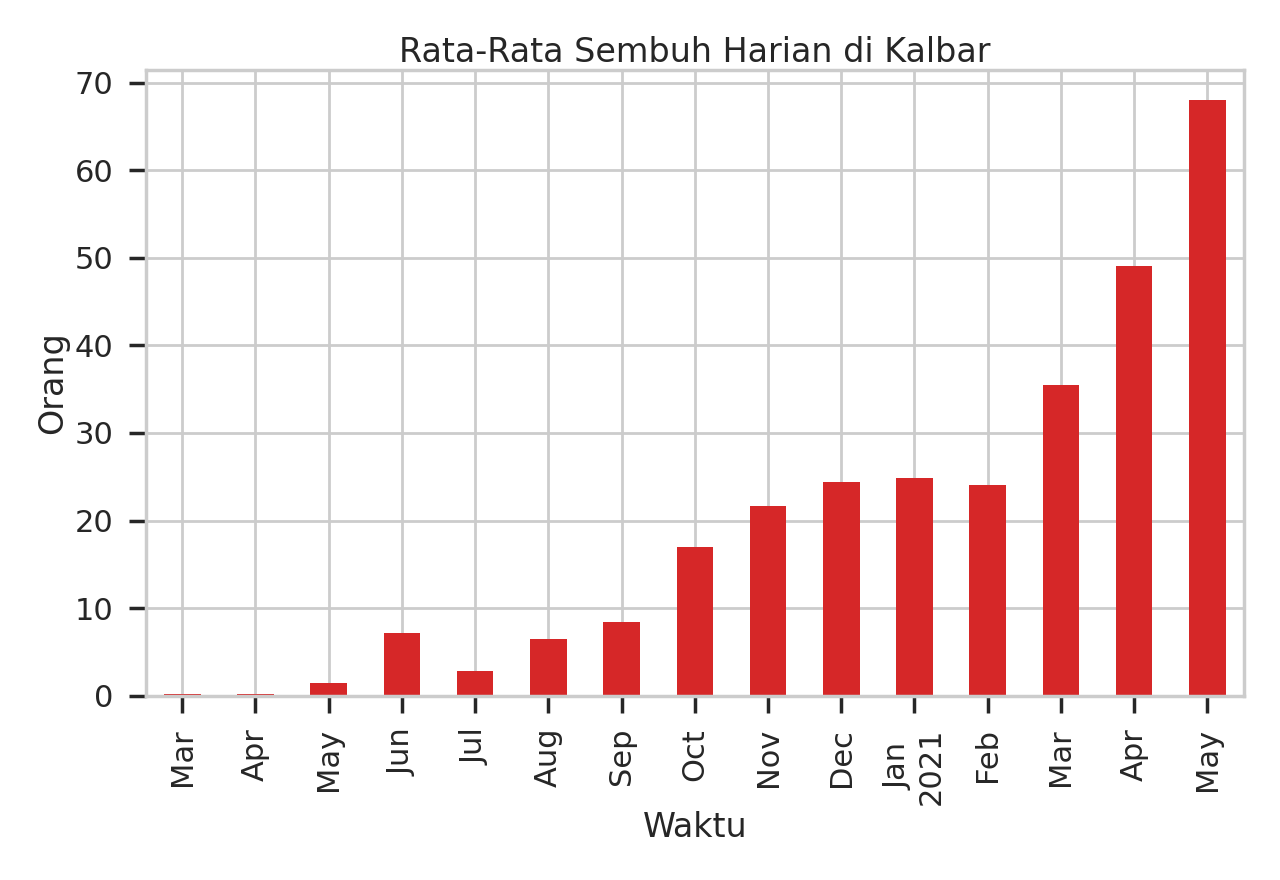 Rata-Rata Sembuh Harian di Kalbar
Orang
70
60
50
40
30
20
10
0
Mar
Apr
May
Jun
Jul
Aug
Sep
Oct
Nov
Dec
Jan
2021
Feb
Mar
Apr
May
Waktu